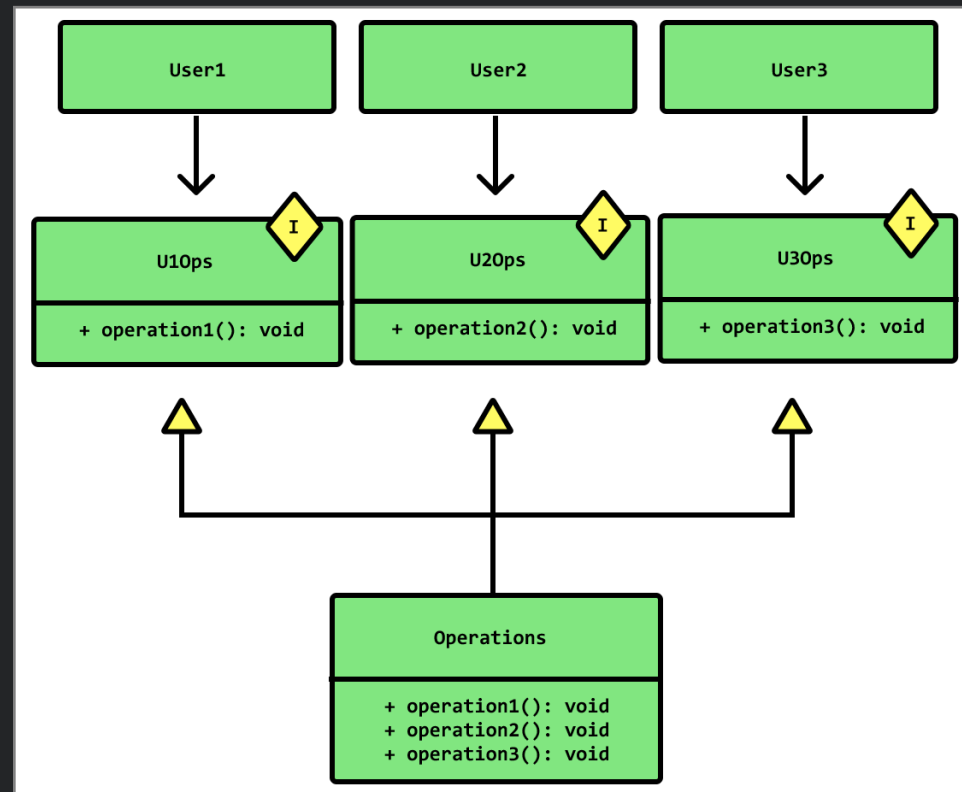 User1
User2
User3
I
I
I
U1Ops
U2Ops
U3Ops
+ operation1(): void
+ operation2(): void
+ operation3(): void
Operations
+ operation1(): void
+ operation2(): void
+ operation3(): void